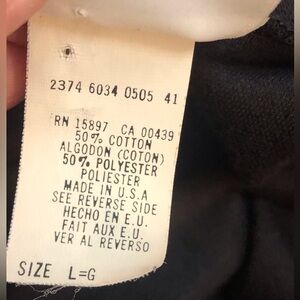 2374 6034 0505 41
RN 15897 CA 00439
50% COTTON
ALGODON (COTON)
50% POLYESTER
POLIESTER
MADE IN U.S.A
SEE REVERSE SIDE
HECHO EN E.U.
FAIT AUX E.U.
VER AL REVERSO
SIZE L=G